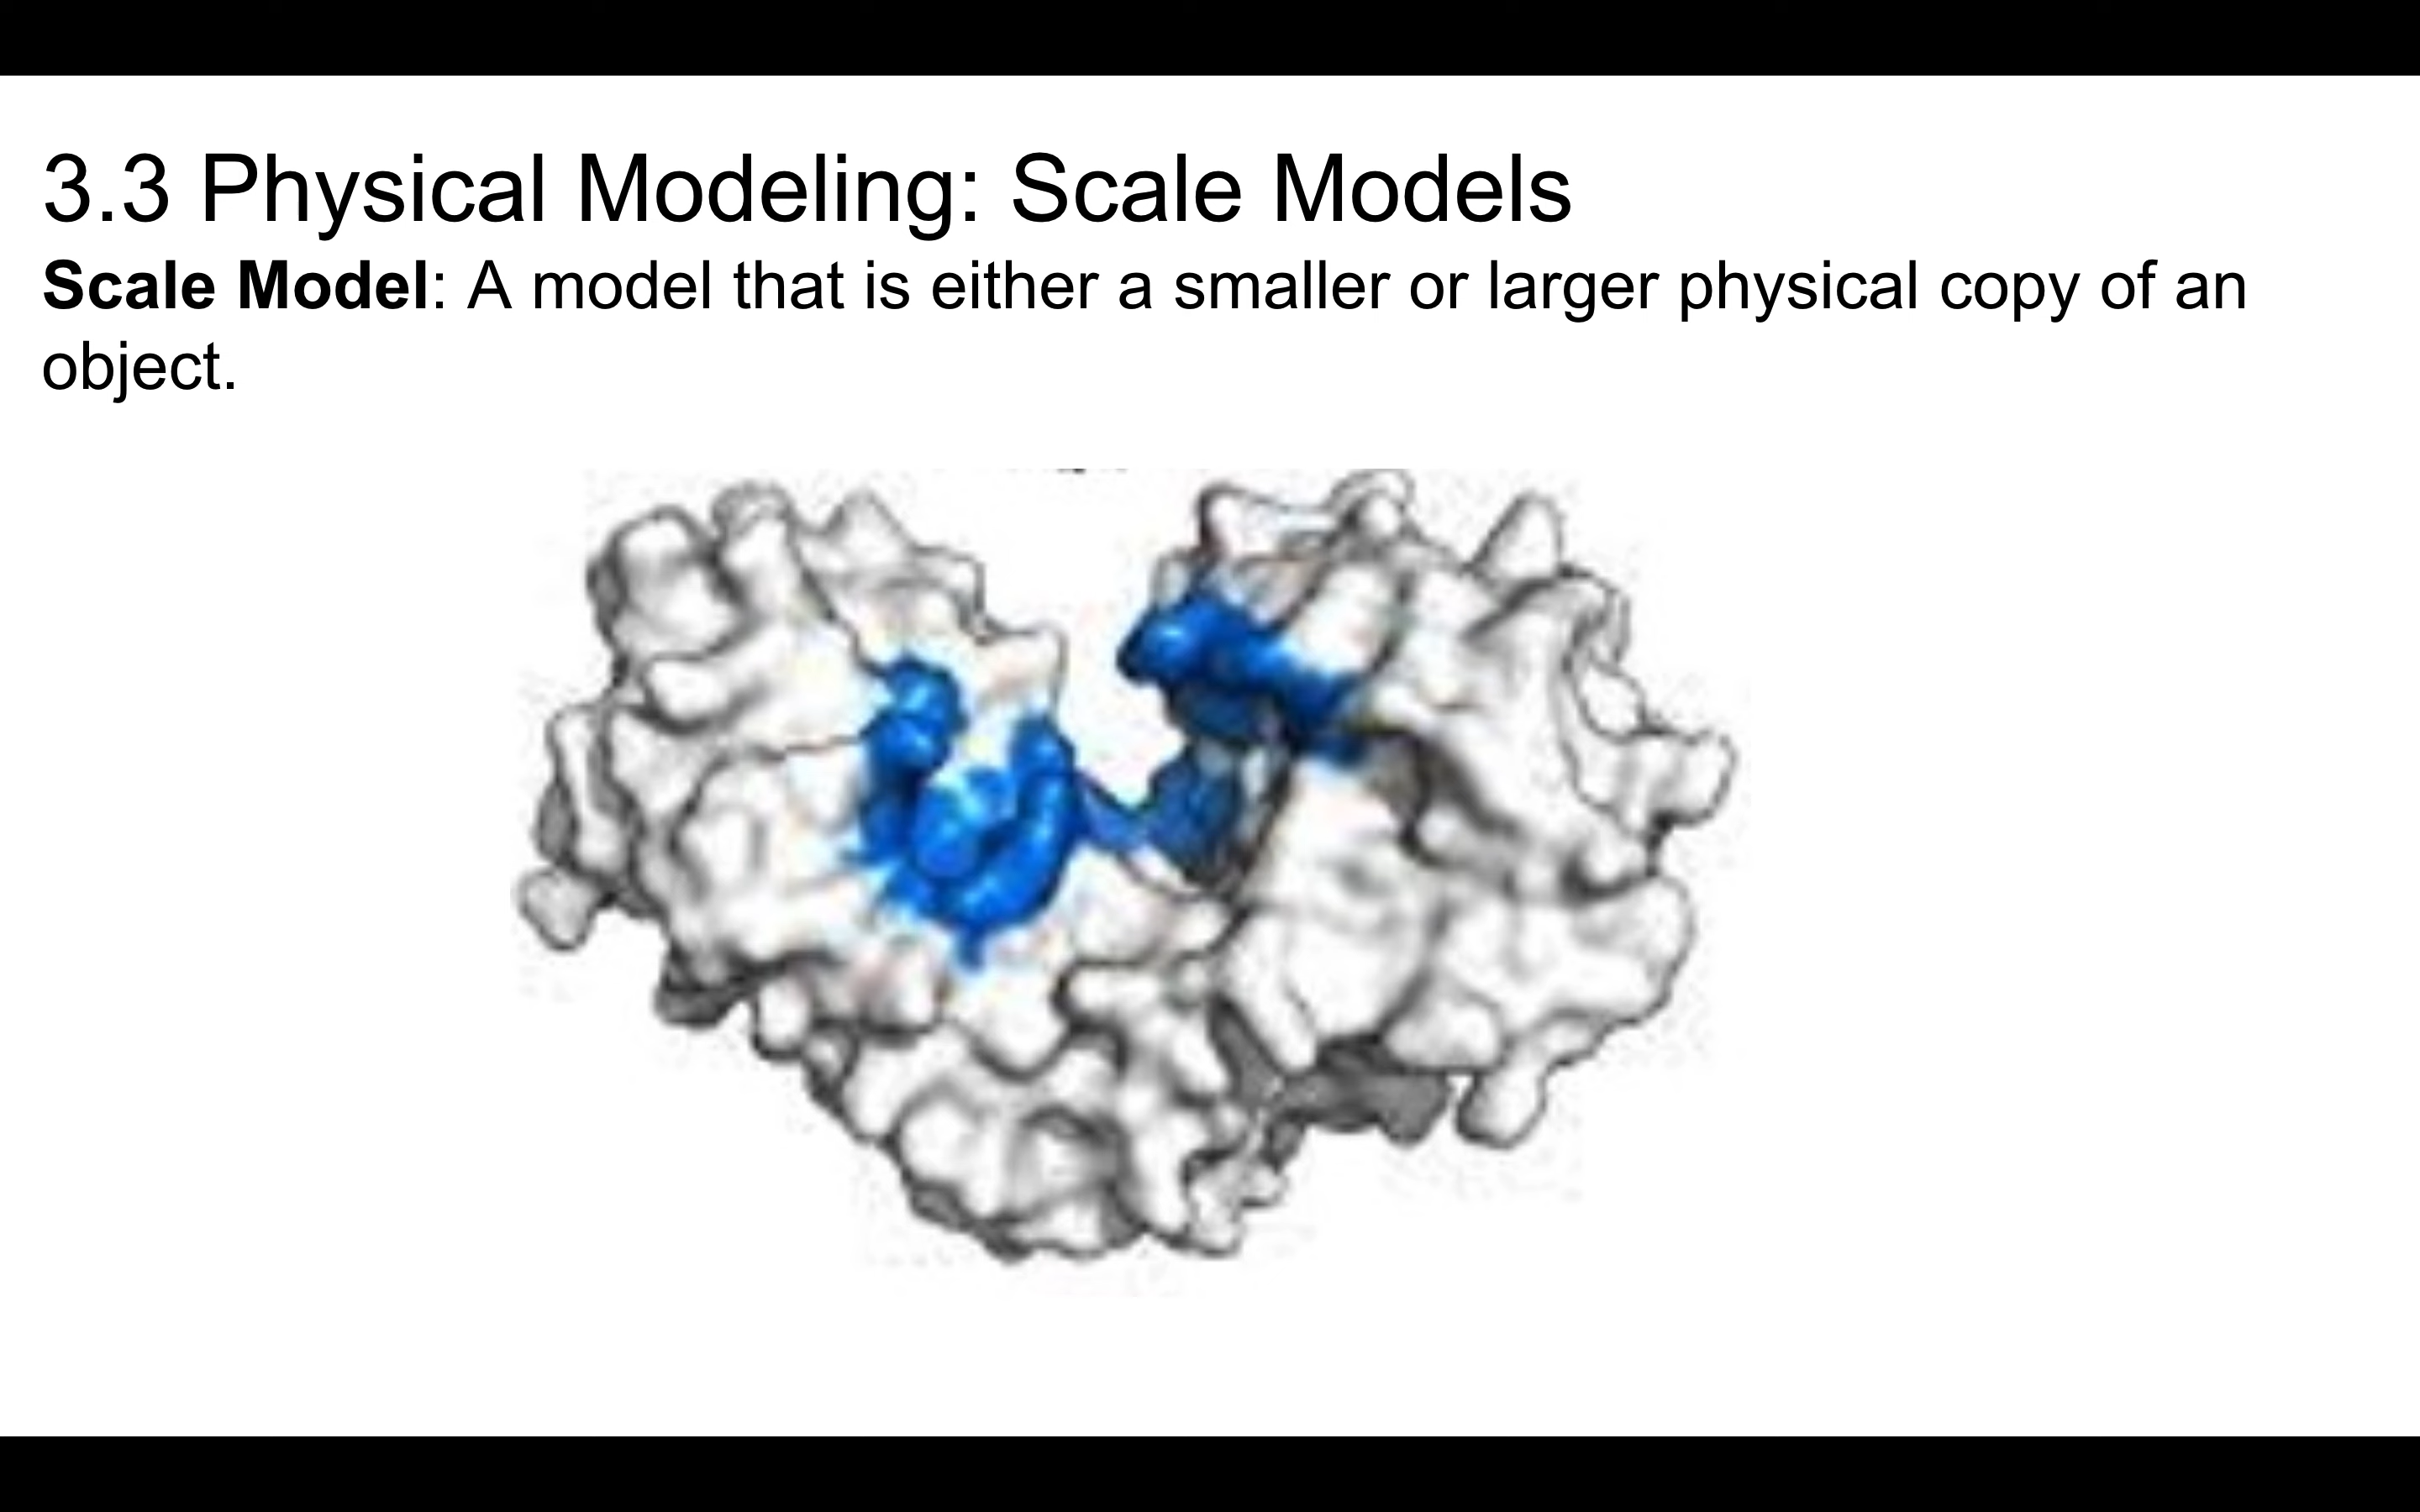 3.3 Physical Modeling: Scale Models
Scale Model: A model that is either a smaller or larger physical copy of an
object.